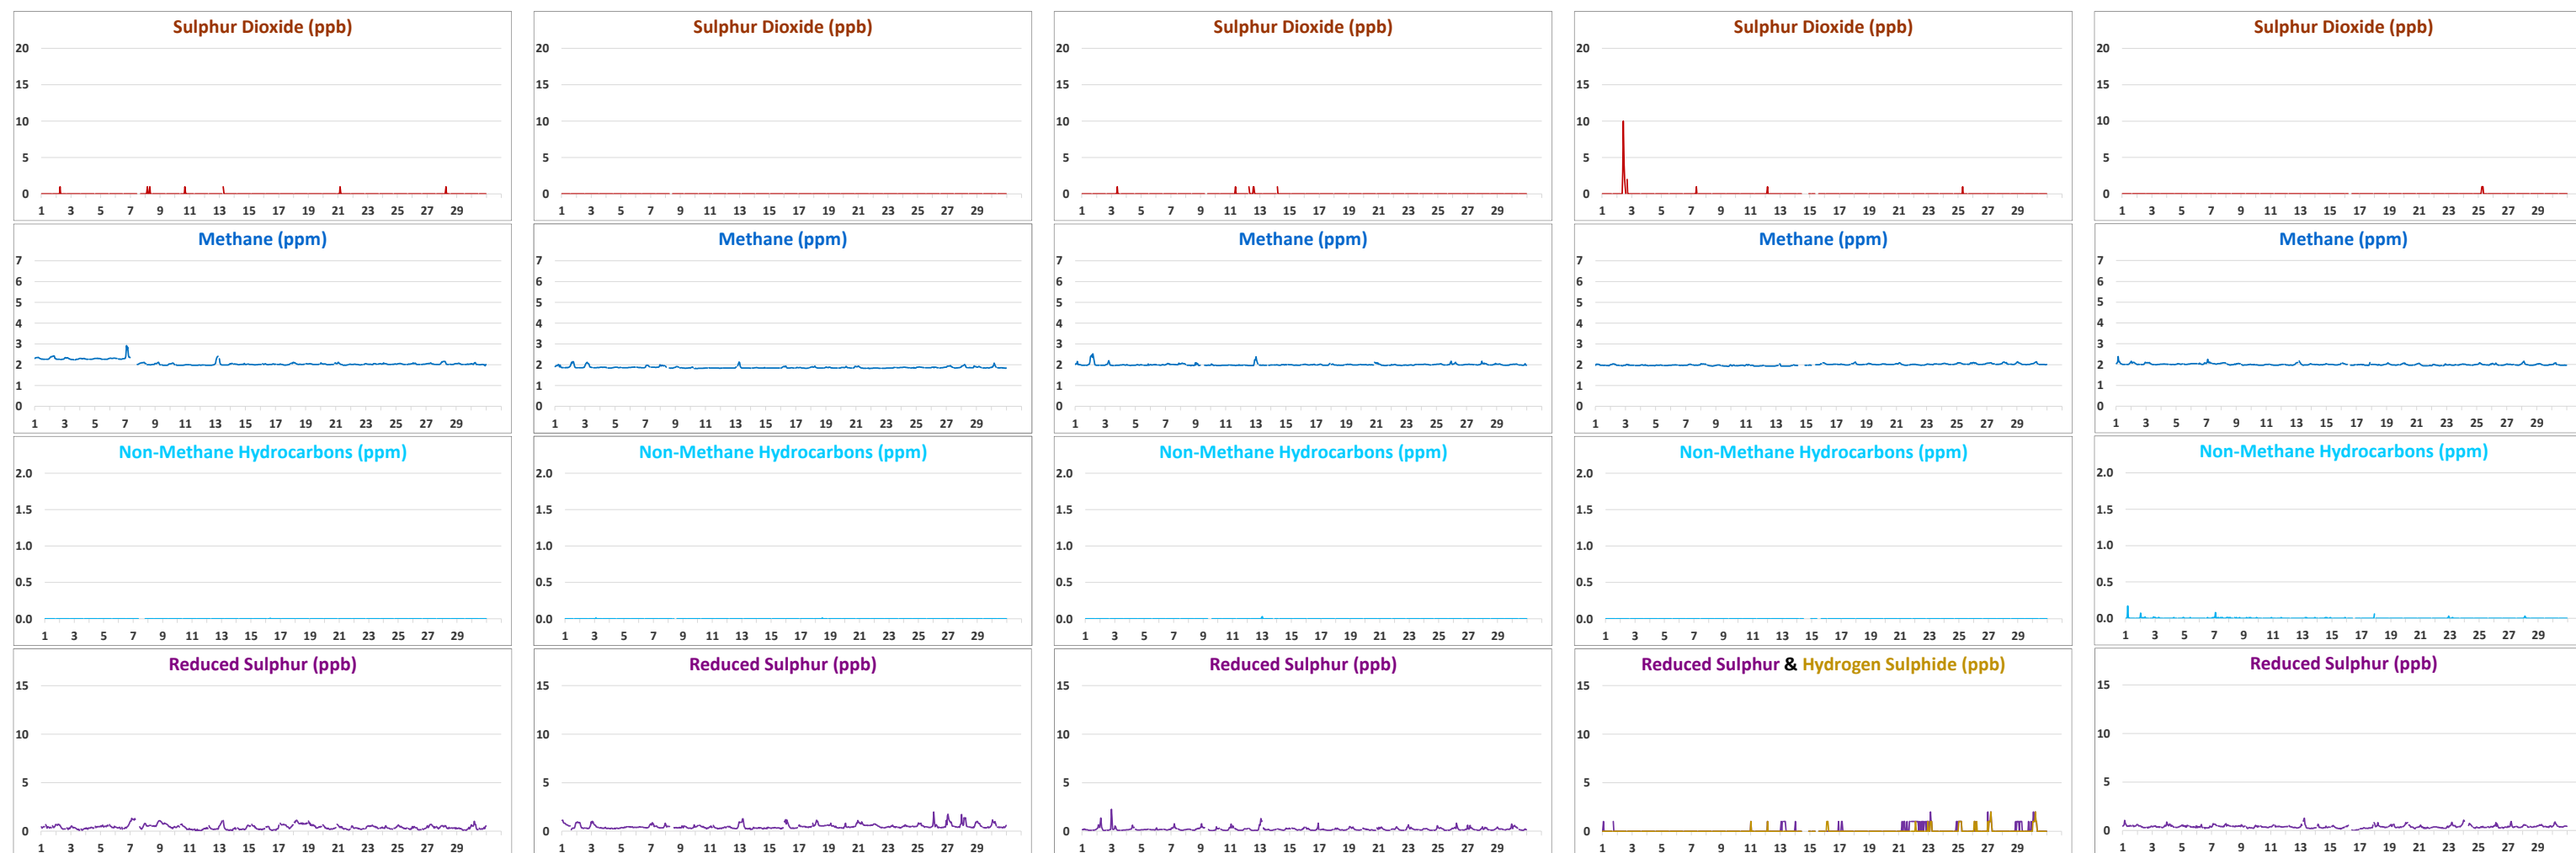 Sulphur Dioxide (ppb) Sulphur Dioxide (ppb) Sulphur Dioxide (ppb) Sulphur Dioxide (ppb) Sulphur Dioxide (ppb)
20 20 20 20 20
15 15 15 15 15
10 10 10 10 10
5 5 5 5 5
0 0 0 0 0
1 3 5 7 9 11 13 15 17 19 21 23 25 27 29 1 3 5 7 9 11 13 15 17 19 21 23 25 27 29 1 3 5 7 9 11 13 15 17 19 21 23 25 27 29 1 3 5 7 9 11 13 15 17 19 21 23 25 27 29 1 3 5 7 9 11 13 15 17 19 21 23 25 27 29
Methane (ppm) Methane (ppm) Methane (ppm) Methane (ppm) Methane (ppm)
7 7 7 7 7
6 6 6 6 6
5 5 5 5 5
4 4 4 4 4
3 3 3 3 3
2 2 2 2 2
1 1 1 1 1
0 0 0 0 0
1 3 5 7 9 11 13 15 17 19 21 23 25 27 29 1 3 5 7 9 11 13 15 17 19 21 23 25 27 29 1 3 5 7 9 11 13 15 17 19 21 23 25 27 29 1 3 5 7 9 11 13 15 17 19 21 23 25 27 29 1 3 5 7 9 11 13 15 17 19 21 23 25 27 29
Non-Methane Hydrocarbons (ppm) Non-Methane Hydrocarbons (ppm) Non-Methane Hydrocarbons (ppm) Non-Methane Hydrocarbons (ppm) Non-Methane Hydrocarbons (ppm)
2.0 2.0 2.0 2.0 2.0
1.5 1.5 1.5 1.5 1.5
1.0 1.0 1.0 1.0 1.0
0.5 0.5 0.5 0.5 0.5
0.0 0.0 0.0 0.0 0.0
1 3 5 7 9 11 13 15 17 19 21 23 25 27 29 1 3 5 7 9 11 13 15 17 19 21 23 25 27 29 1 3 5 7 9 11 13 15 17 19 21 23 25 27 29 1 3 5 7 9 11 13 15 17 19 21 23 25 27 29 1 3 5 7 9 11 13 15 17 19 21 23 25 27 29
Reduced Sulphur (ppb) Reduced Sulphur (ppb) Reduced Sulphur (ppb) Reduced Sulphur & Hydrogen Sulphide (ppb) Reduced Sulphur (ppb)
15 15 15 15 15
10 10 10 10 10
5 5 5 5 5
0 0 0 0 0
1 3 5 7 9 11 13 15 17 19 21 23 25 27 29 1 3 5 7 9 11 13 15 17 19 21 23 25 27 29 1 3 5 7 9 11 13 15 17 19 21 23 25 27 29 1 3 5 7 9 11 13 15 17 19 21 23 25 27 29 1 3 5 7 9 11 13 15 17 19 21 23 25 27 29